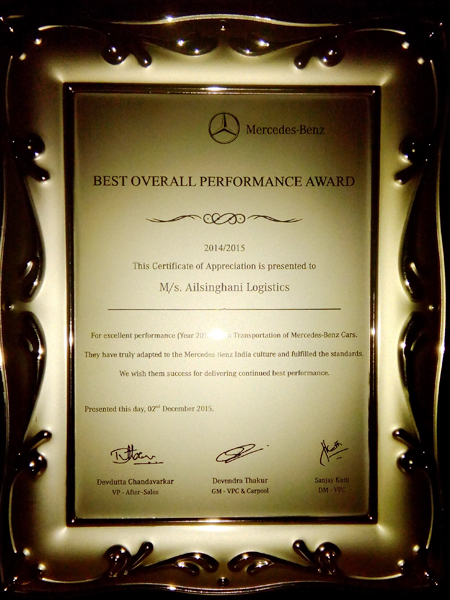 Mercedes-Benz
BEST OVERALL PERFORMANCE AWARD
2014/2015
This Certificate of Appreciation is presented to
M/s. Ailsinghani Logistics
For excellent performance (Year Transportation of Mercedes-Benz Cars.
They have truly adapted to the Mercedes-Benz India culture and fulfilled the standards.
We wish them success for delivering continued best performance.
Presented this day, 02nd December 2015.
Devdutta Chandavarkar Devendra Thakur Sanjay
VP - After-Sales GM - VPC & Carpool DM - VPC